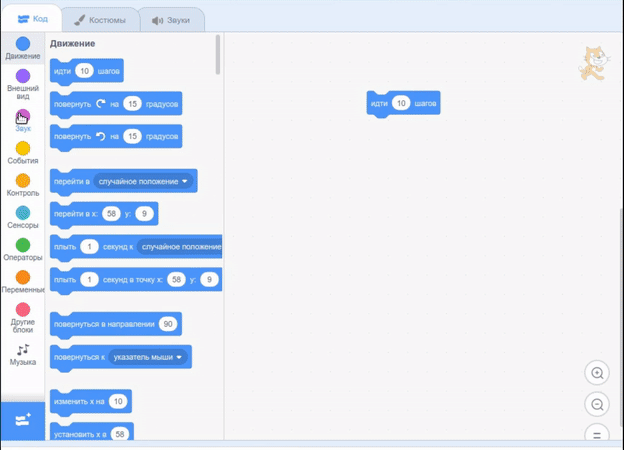 Код
Костюмы
Звуки
Движение
Внешний
вид
Звук
События
Контроль
Сенсоры
Операторы
Переменные
Другие
блоки
Музыка
Движение
идти 10 шагов
повернуть на 15 градусов
повернуть на 15 градусов
перейти в случайное положение
перейти в x: 58 y: 9
плыть 1 секунд к случайное положение
плыть 1 секунд в точку x: 58 y: 9
повернуться в направлении 90
повернуться к указатель мыши
изменить x на 10
установить x в 58
идти 10 шагов